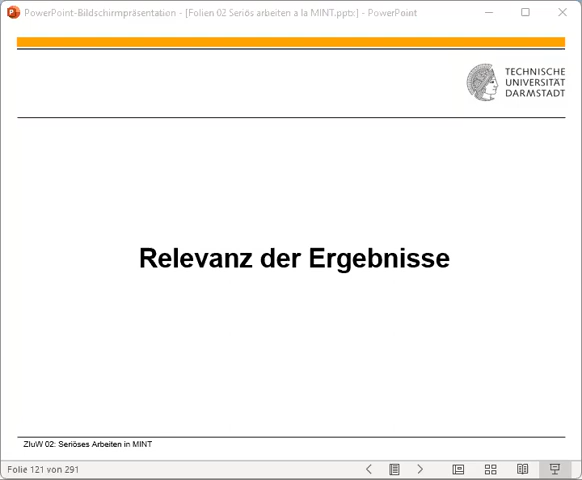 PowerPoint-Bildschirmpräsentation - [Folien 02 Seriös arbeiten a la MINT.pptx] - PowerPoint
TECHNISCHE
UNIVERSITÄT
DARMSTADT
Relevanz der Ergebnisse
ZIuW 02: Seriöses Arbeiten in MINT
Folie 121 von 291